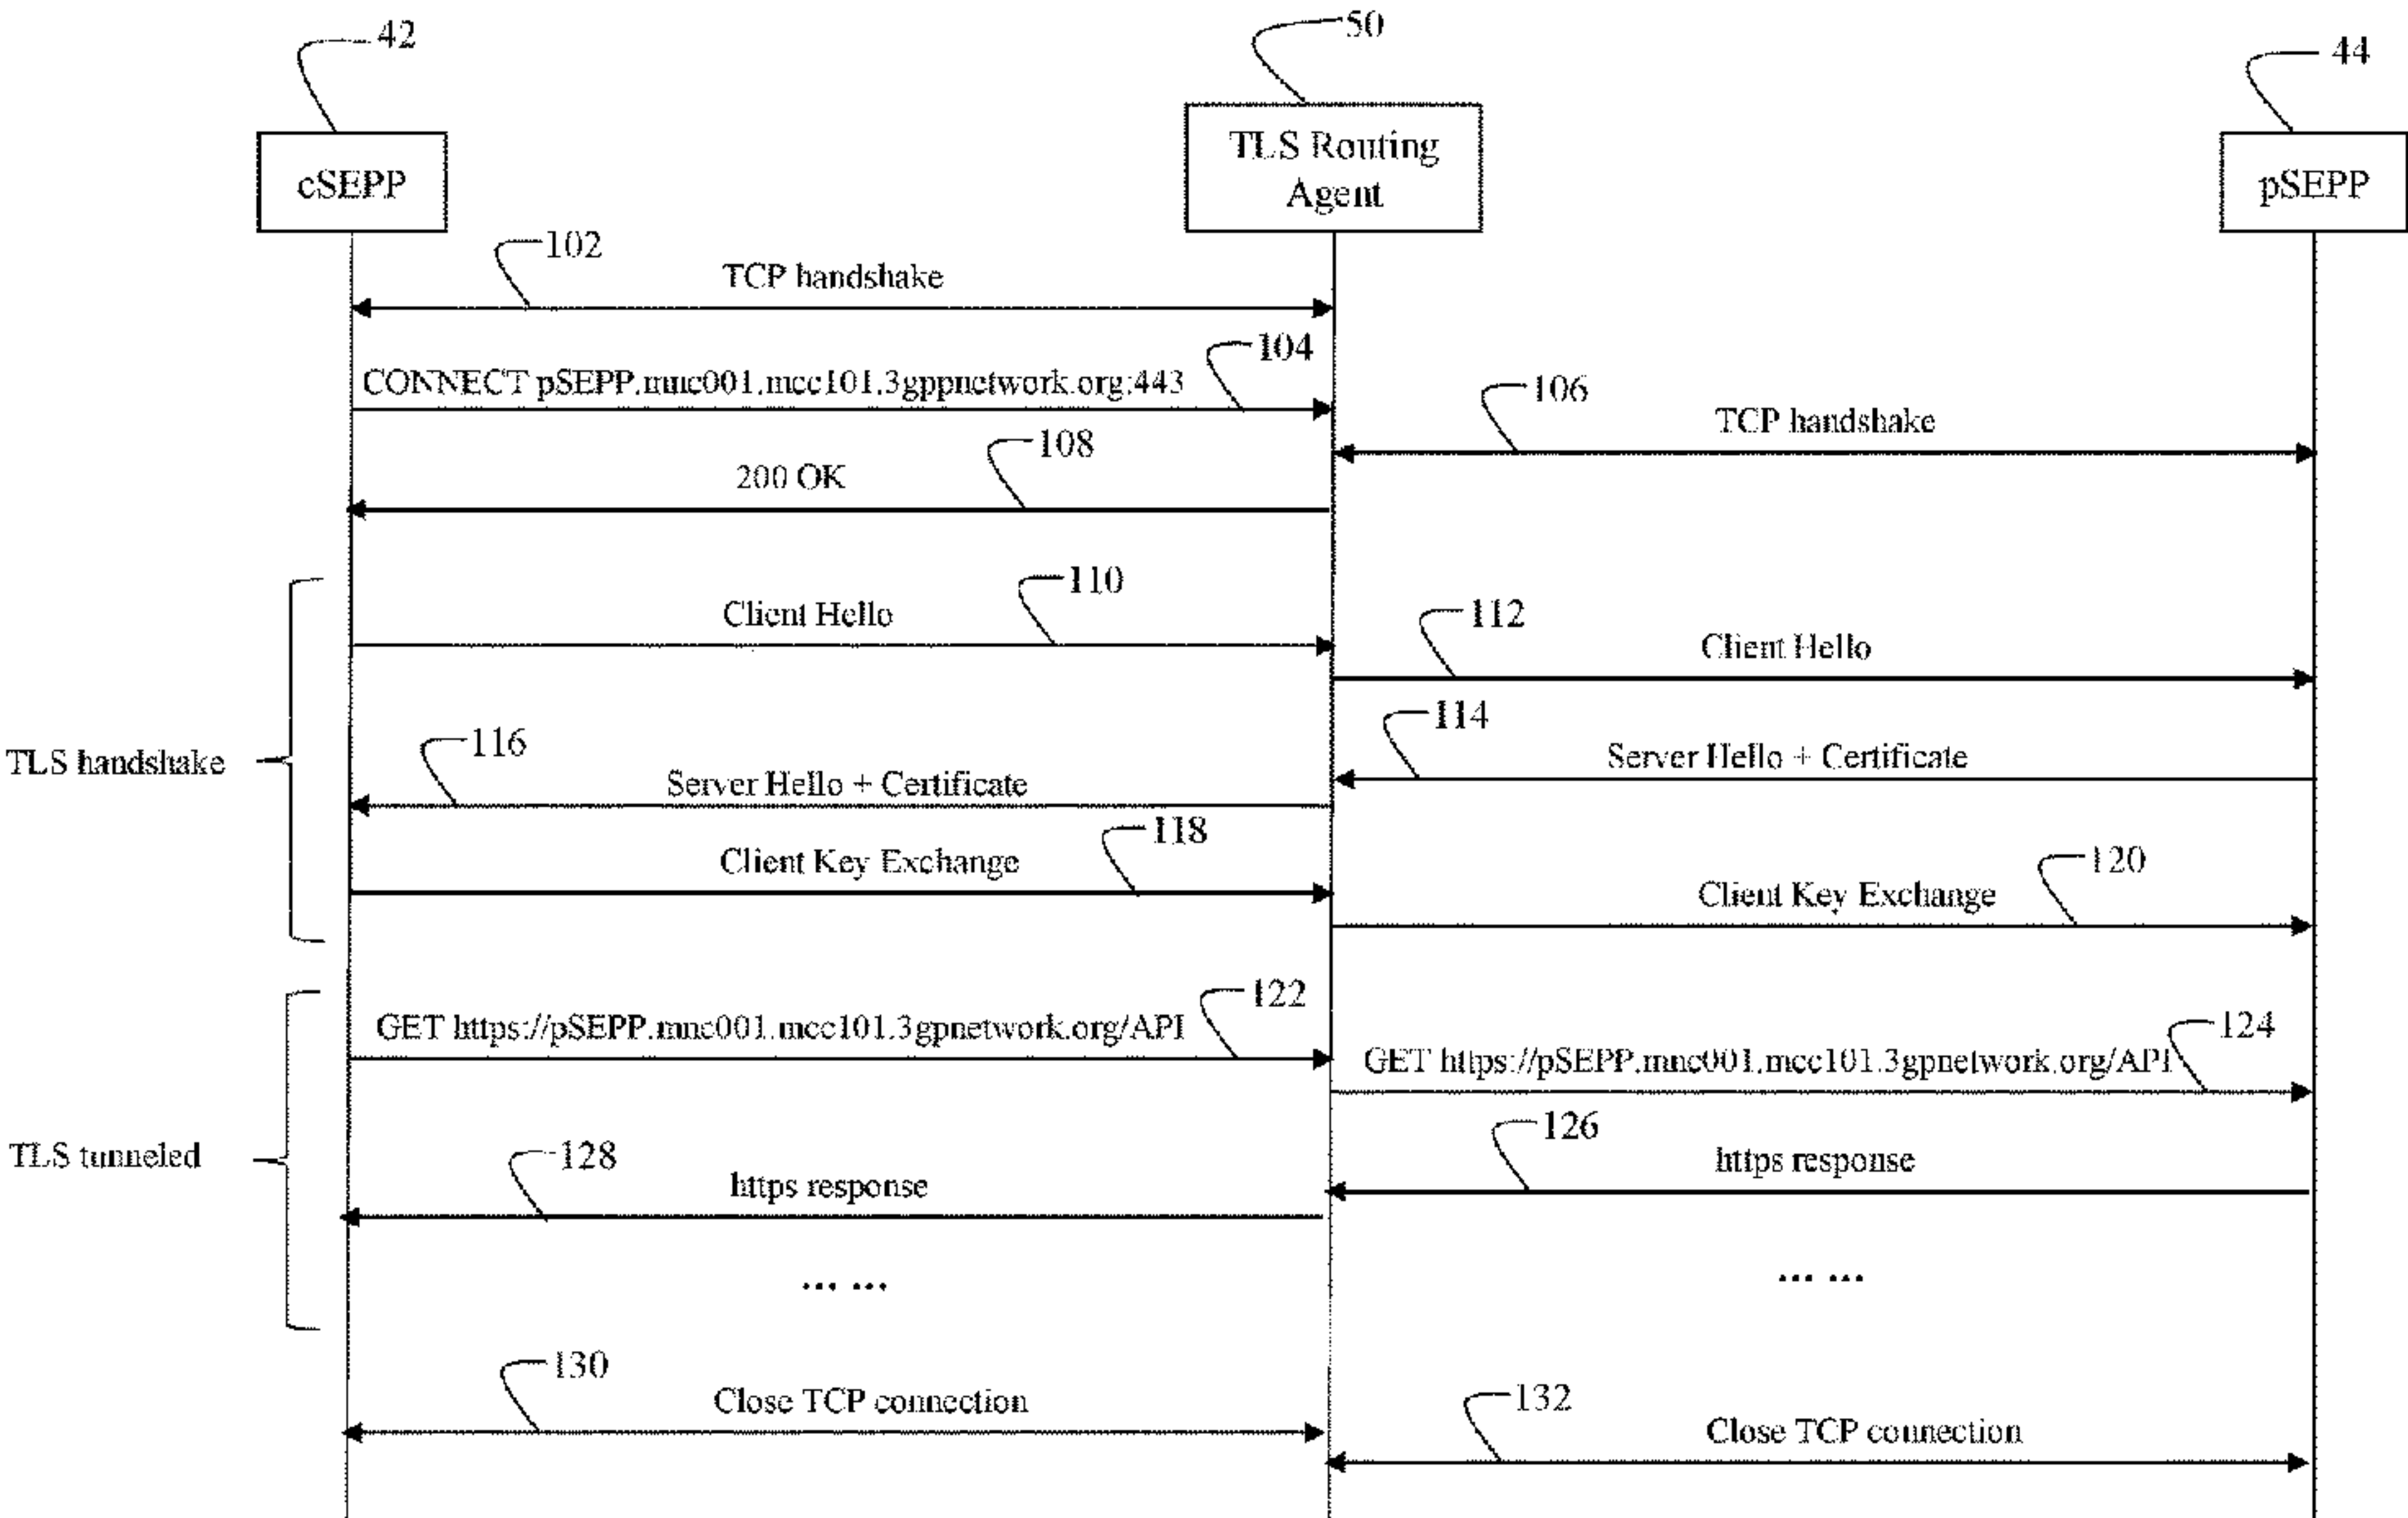 42
50
44
cSEPP
TLS Routing
Agent
pSEPP
102
TCP handshake
104
CONNECT pSEPP.mnc001.mcc101.3gppnetwork.org:443
106
TCP handshake
108
200 OK
110
Client Hello
112
Client Hello
114
Server Hello + Certificate
TLS handshake
116
Server Hello + Certificate
118
Client Key Exchange
120
Client Key Exchange
122
GET https://pSEPP.mnc001.mcc101.3gpnetwork.org/API
124
GET https://pSEPP.mnc001.mcc101.3gpnetwork.org/API
TLS tunneled
126
https response
128
https response
... ...
... ...
130
Close TCP connection
132
Close TCP connection